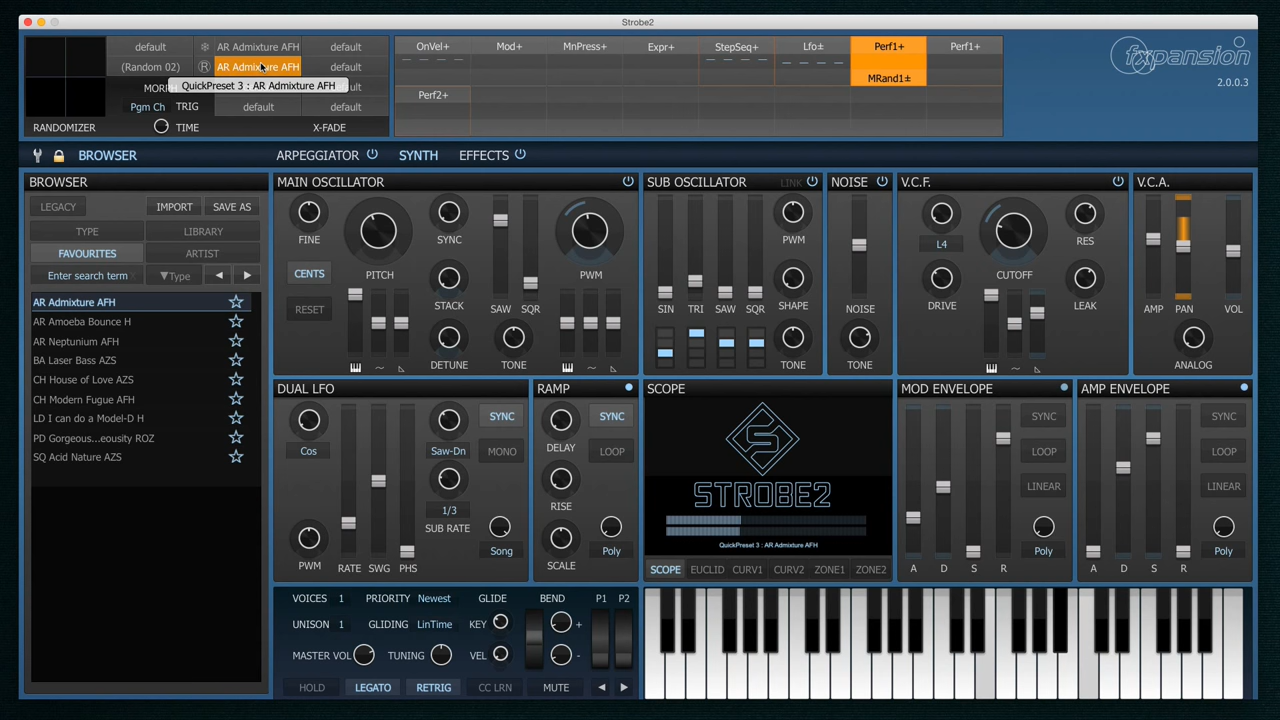 Strobe2
default AR Admixture AFH default
(Random 02) R AR Admixture AFH default
QuickPreset 3 : AR Admixture AFH
Pgm Ch TRIG default default
RANDOMIZER TIME X-FADE
OnVel+ Mod+ MnPress+ Expr+ StepSeq+ Lfo± Perf1+ Perf1+
MRand1±
Perf2+
fxpansion
2.0.0.3
BROWSER ARPEGGIATOR SYNTH EFFECTS
BROWSER
LEGACY IMPORT SAVE AS
TYPE LIBRARY
FAVOURITES ARTIST
Enter search term ▼Type ◀ ▶
AR Admixture AFH
AR Amoeba Bounce H
AR Neptunium AFH
BA Laser Bass AZS
CH House of Love AZS
CH Modern Fugue AFH
LD I can do a Model-D H
PD Gorgeous...eousity ROZ
SQ Acid Nature AZS
MAIN OSCILLATOR
FINE SYNC
PITCH PWM
CENTS
RESET
STACK SAW SQR
DETUNE TONE
SUB OSCILLATOR LINK
PWM
SIN TRI SAW SQR SHAPE
TONE
NOISE
NOISE
TONE
V.C.F.
L4 RES
CUTOFF
DRIVE LEAK
V.C.A.
AMP PAN VOL
ANALOG
DUAL LFO
Cos Saw-Dn SYNC
MONO
1/3
SUB RATE
PWM RATE SWG PHS Song
RAMP
SYNC
DELAY LOOP
RISE
SCALE Poly
SCOPE
STROBE2
QuickPreset 3 : AR Admixture AFH
SCOPE EUCLID CURV1 CURV2 ZONE1 ZONE2
MOD ENVELOPE
SYNC
LOOP
LINEAR
Poly
A D S R
AMP ENVELOPE
SYNC
LOOP
LINEAR
Poly
A D S R
VOICES 1 PRIORITY Newest GLIDE BEND P1 P2
UNISON 1 GLIDING LinTime KEY +
MASTER VOL TUNING VEL -
HOLD LEGATO RETRIG CC LRN MUTE ◀ ▶